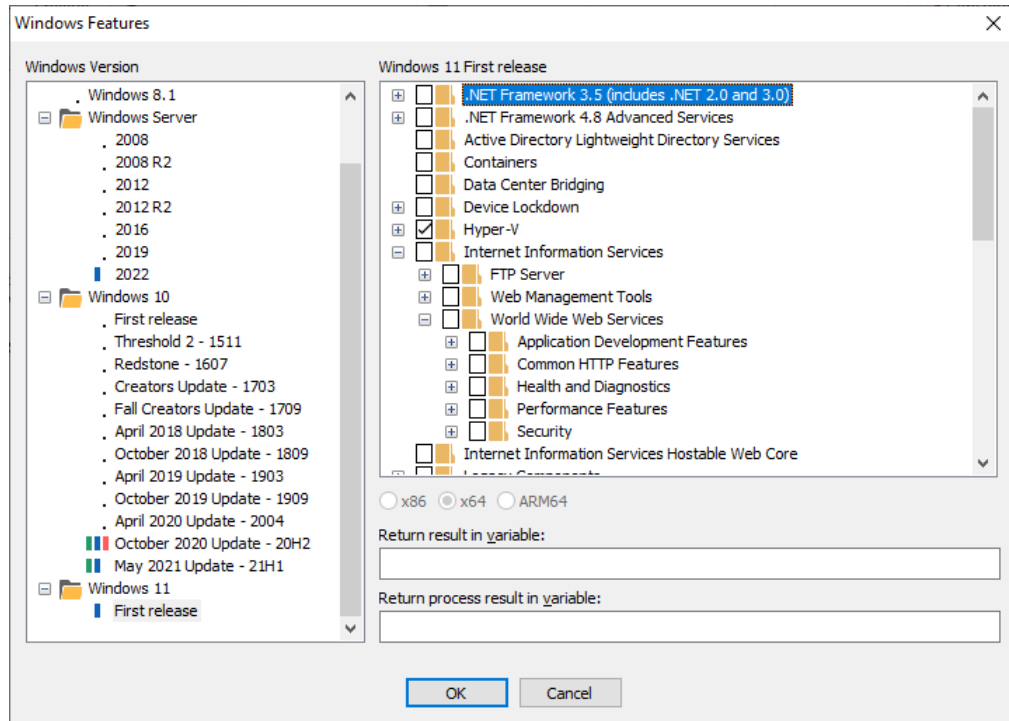 Windows Features
Windows Version
Windows 8.1
Windows Server
2008
2008 R2
2012
2012 R2
2016
2019
2022
Windows 10
First release
Threshold 2 - 1511
Redstone - 1607
Creators Update - 1703
Fall Creators Update - 1709
April 2018 Update - 1803
October 2018 Update - 1809
April 2019 Update - 1903
October 2019 Update - 1909
April 2020 Update - 2004
October 2020 Update - 20H2
May 2021 Update - 21H1
Windows 11
First release
Windows 11 First release
.NET Framework 3.5 (includes .NET 2.0 and 3.0)
.NET Framework 4.8 Advanced Services
Active Directory Lightweight Directory Services
Containers
Data Center Bridging
Device Lockdown
Hyper-V
Internet Information Services
FTP Server
Web Management Tools
World Wide Web Services
Application Development Features
Common HTTP Features
Health and Diagnostics
Performance Features
Security
Internet Information Services Hostable Web Core
Legacy Components
x86 x64 ARM64
Return result in variable:
Return process result in variable:
OK Cancel